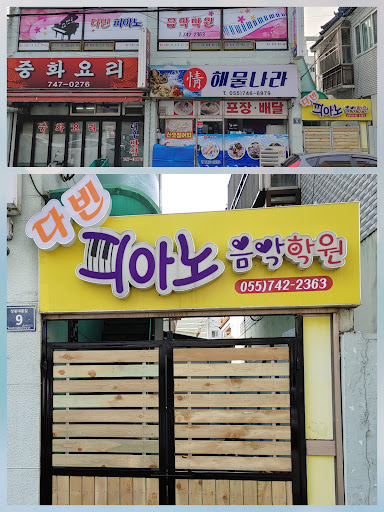 다빈 피아노
음악학원
T.742-2363
중화요리
747-0276
情 해물나라
T. 055)746-6979
포장·배달
중화요리
다빈
피아노 음악학원
다빈
피아노 음악학원
055)742-2363
9